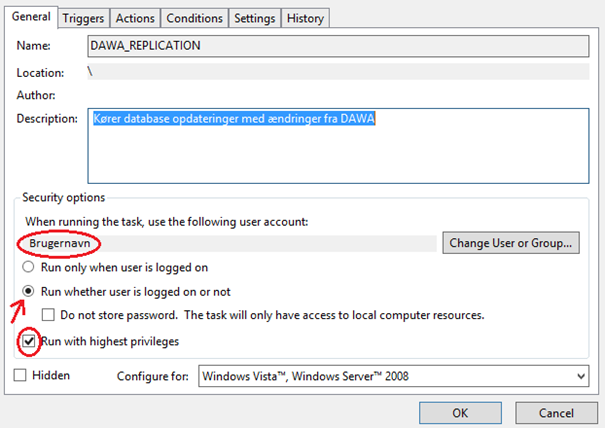 General Triggers Actions Conditions Settings History
Name: DAWA_REPLICATION
Location: \
Author:
Description: Kører database opdateringer med ændringer fra DAWA
Security options
When running the task, use the following user account:
Brugernavn Change User or Group...
Run only when user is logged on
Run whether user is logged on or not
Do not store password. The task will only have access to local computer resources.
Run with highest privileges
Hidden Configure for: Windows Vista™, Windows Server™ 2008
OK Cancel